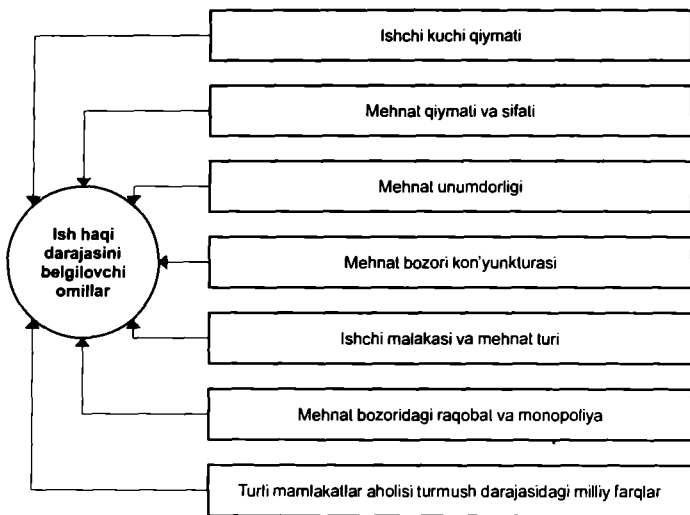 Ishchi kuchi qiymati
Mehnat qiymati va sifati
Mehnat unumdorligi
Ish haqi
darajasini
belgilovchi
omillar
Mehnat bozori kon'yunkturasi
Ishchi malakasi va mehnat turi
Mehnat bozoridagi raqobat va monopoliya
Turli mamlakatlar aholisi turmush darajasidagi milliy farqlar